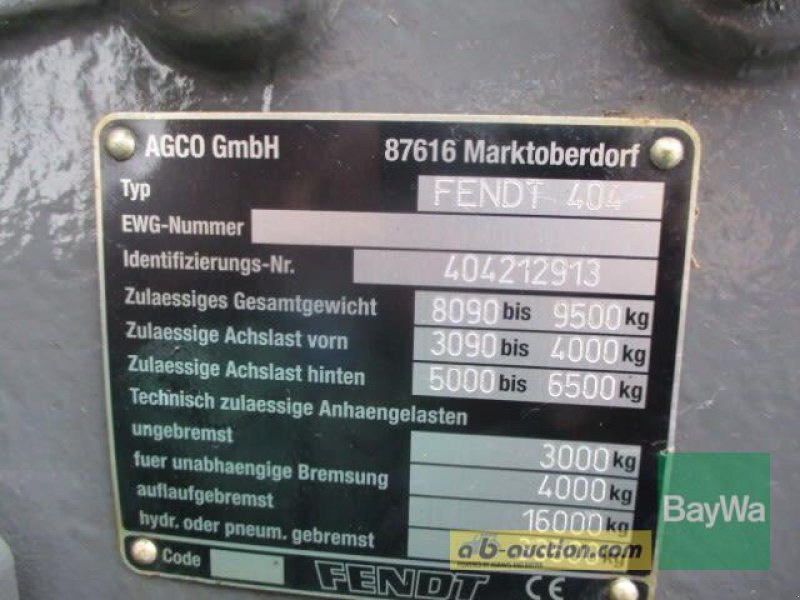 AGCO GmbH 87616 Marktoberdorf
Typ FENDT 404
EWG-Nummer
Identifizierungs-Nr. 404212913
Zulaessiges Gesamtgewicht 8090 bis 9500 kg
Zulaessige Achslast vorn 3090 bis 4000 kg
Zulaessige Achslast hinten 5000 bis 6500 kg
Technisch zulaessige Anhaengelasten
ungebremst 3000 kg
fuer unabhaengige Bremsung 4000 kg
auflaufgebremst 16000 kg
hydr. oder pneum. gebremst kg
Code FENDT CE
BayWa
ab-auction.com